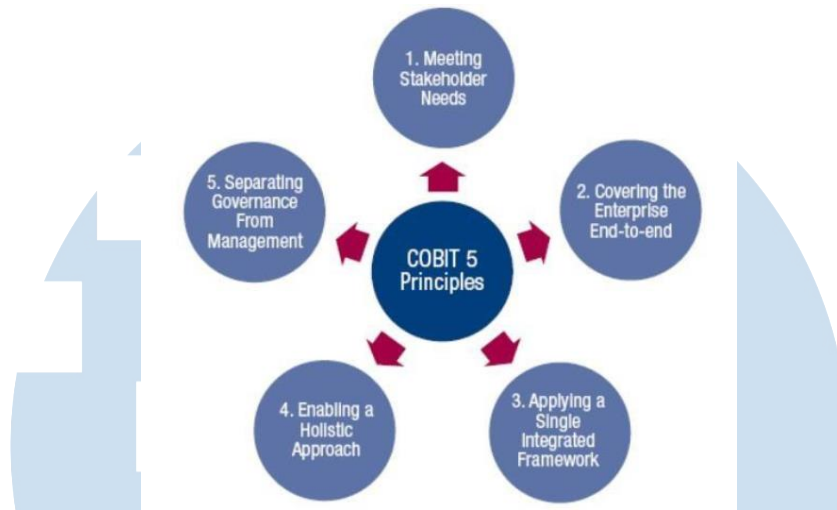 1. Meeting
Stakeholder
Needs
2. Covering the
Enterprise
End-to-end
3. Applying a
Single
Integrated
Framework
4. Enabling a
Holistic
Approach
5. Separating
Governance
From
Management
COBIT 5
Principles